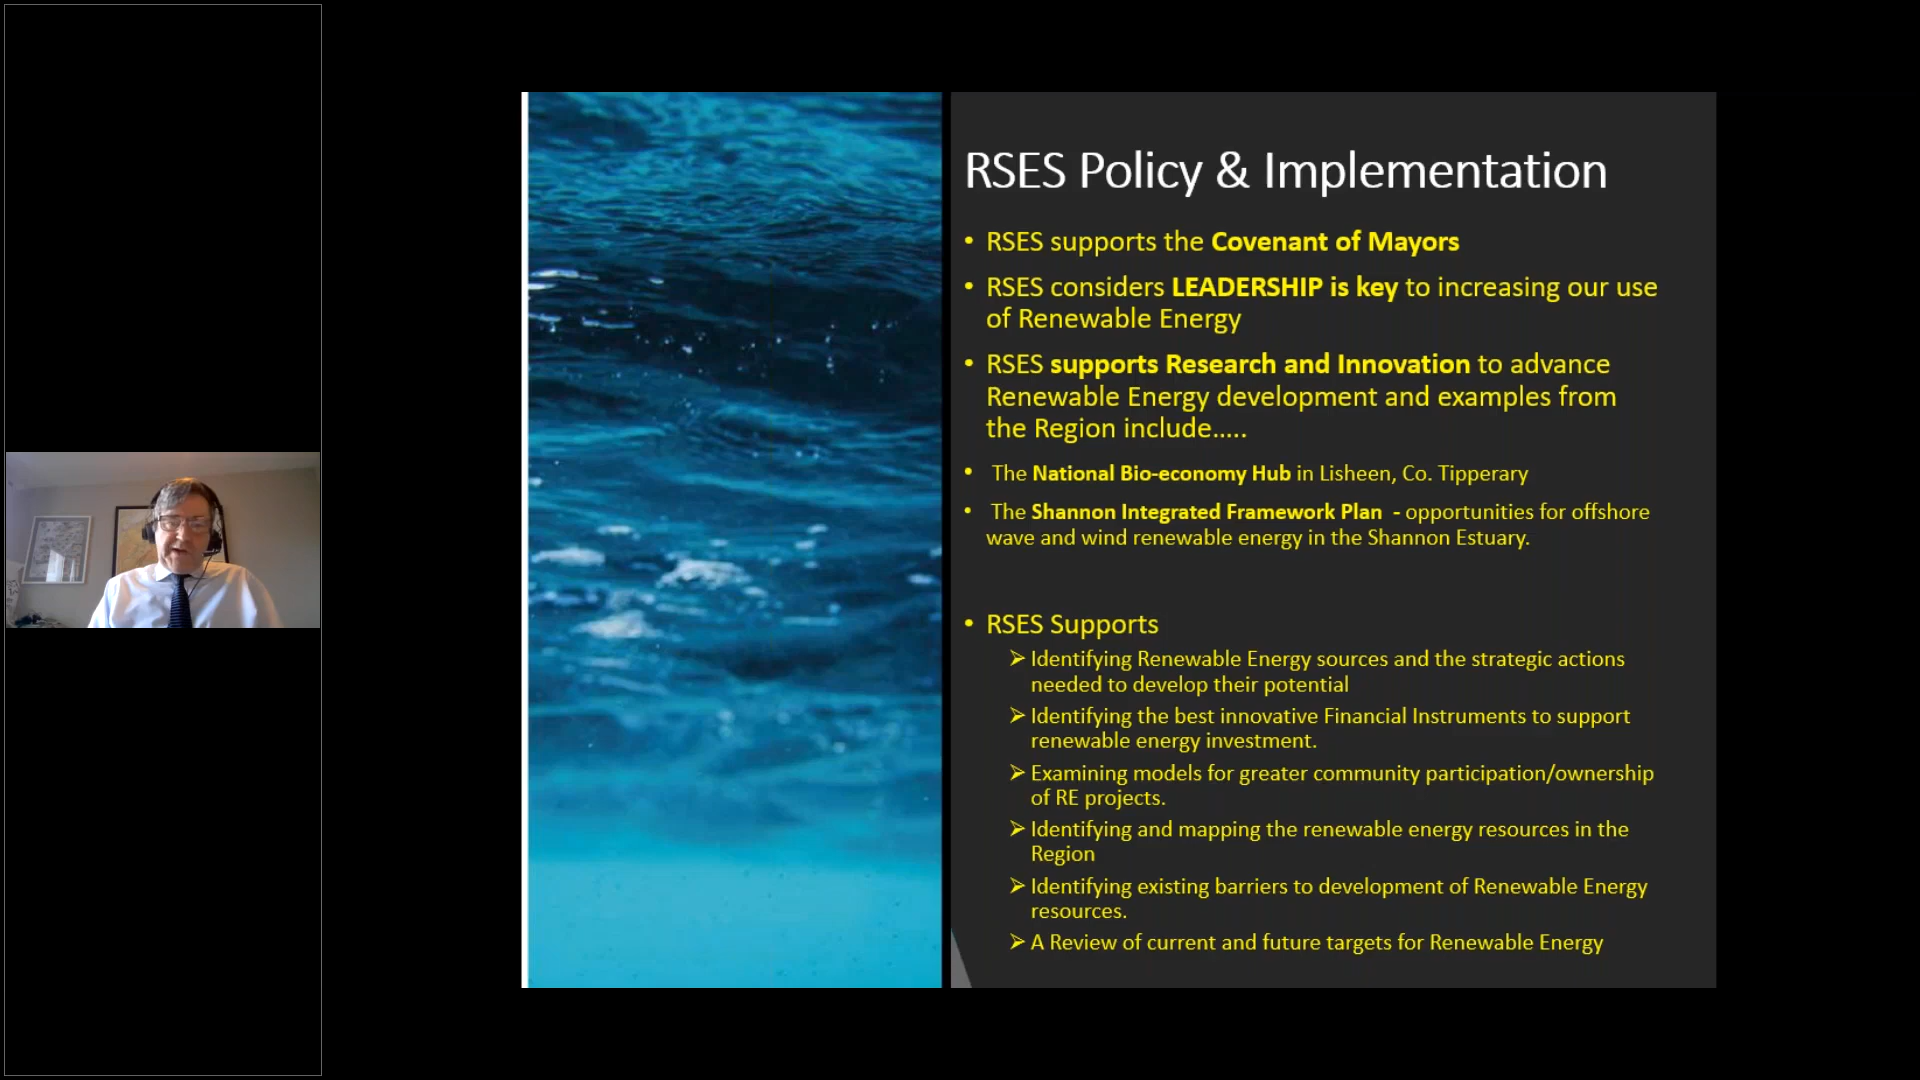 RSES Policy & Implementation
• RSES supports the Covenant of Mayors
• RSES considers LEADERSHIP is key to increasing our use
of Renewable Energy
• RSES supports Research and Innovation to advance
Renewable Energy development and examples from
the Region include.....
• The National Bio-economy Hub in Lisheen, Co. Tipperary
• The Shannon Integrated Framework Plan - opportunities for offshore
wave and wind renewable energy in the Shannon Estuary.
• RSES Supports
➢ Identifying Renewable Energy sources and the strategic actions
needed to develop their potential
➢ Identifying the best innovative Financial Instruments to support
renewable energy investment.
➢ Examining models for greater community participation/ownership
of RE projects.
➢ Identifying and mapping the renewable energy resources in the
Region
➢ Identifying existing barriers to development of Renewable Energy
resources.
➢ A Review of current and future targets for Renewable Energy